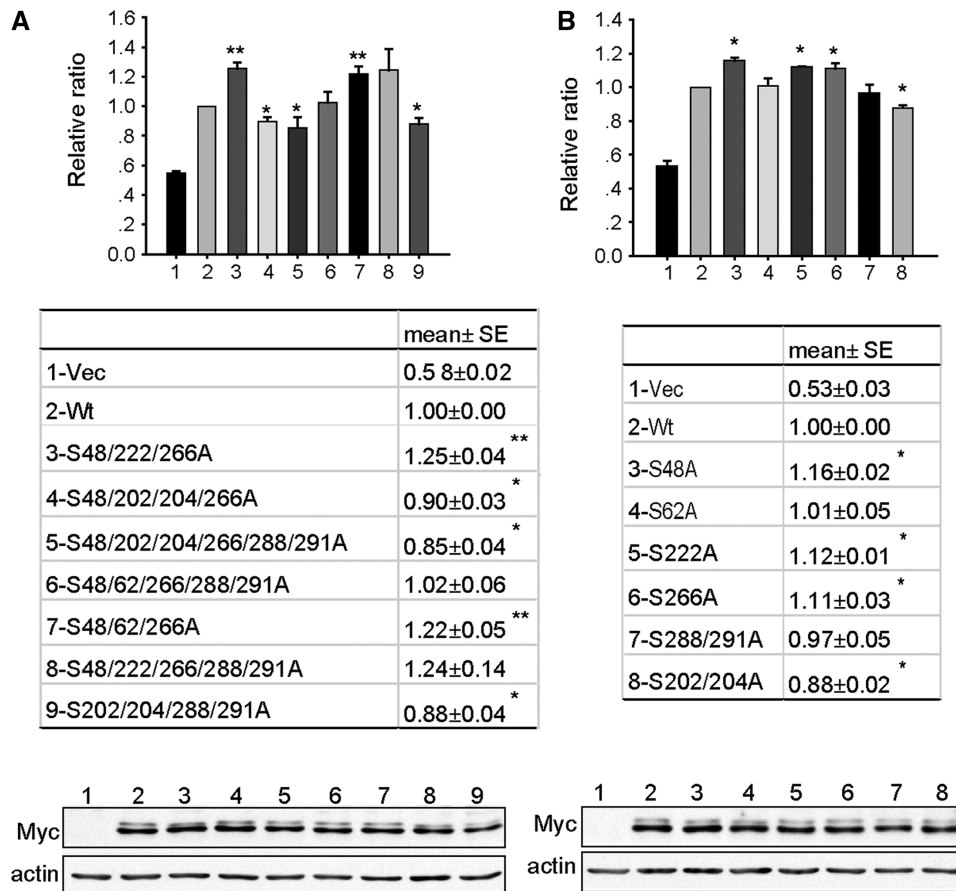 A
Relative ratio
1.6
1.4
1.2
1.0
.8
.6
.4
.2
0.0
** * * ** *
1 2 3 4 5 6 7 8 9
mean± SE
1-Vec 0.5 8±0.02
2-Wt 1.00±0.00
3-S48/222/266A 1.25±0.04 **
4-S48/202/204/266A 0.90±0.03 *
5-S48/202/204/266/288/291A 0.85±0.04 *
6-S48/62/266/288/291A 1.02±0.06
7-S48/62/266A 1.22±0.05 **
8-S48/222/266/288/291A 1.24±0.14
9-S202/204/288/291A 0.88±0.04 *
1 2 3 4 5 6 7 8 9
Myc
actin
B
Relative ratio
1.4
1.2
1.0
.8
.6
.4
.2
0.0
* * * *
1 2 3 4 5 6 7 8
mean± SE
1-Vec 0.53±0.03
2-Wt 1.00±0.00
3-S48A 1.16±0.02 *
4-S62A 1.01±0.05
5-S222A 1.12±0.01 *
6-S266A 1.11±0.03 *
7-S288/291A 0.97±0.05
8-S202/204A 0.88±0.02 *
1 2 3 4 5 6 7 8
Myc
actin